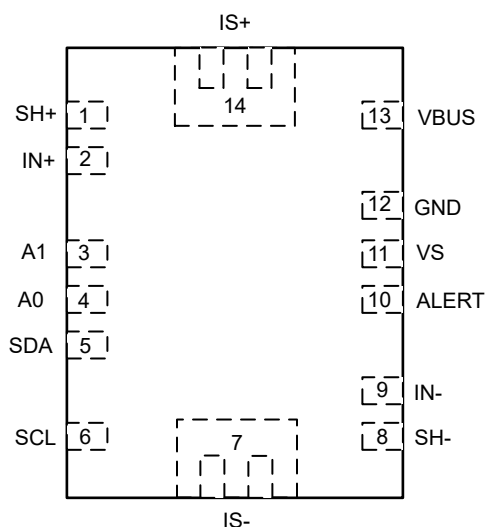 IS+
14
SH+ 1
13 VBUS
IN+ 2
12 GND
A1 3
11 VS
A0 4
10 ALERT
SDA 5
9 IN-
SCL 6
7
8 SH-
IS-